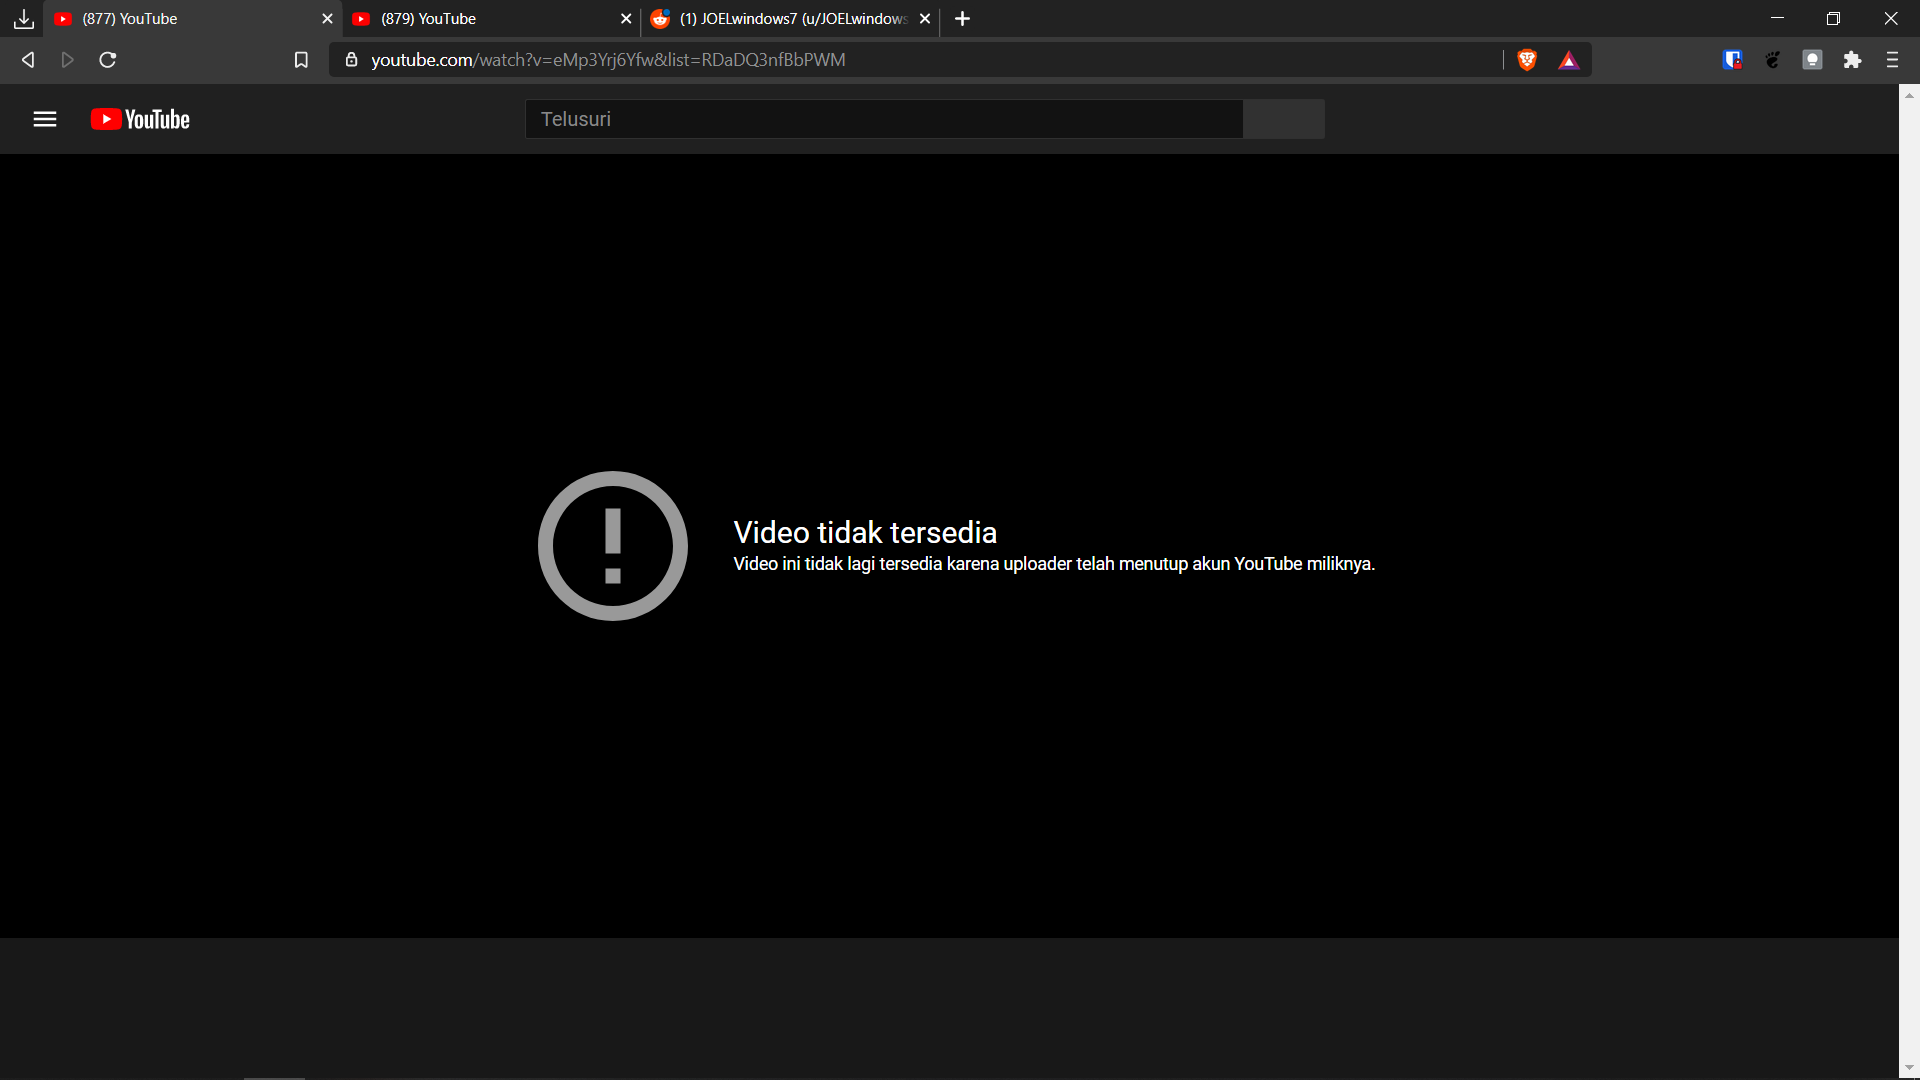 (877) YouTube
(879) YouTube
(1) JOELwindows7 (u/JOELwindows
youtube.com/watch?v=eMp3Yrj6Yfw&list=RDaDQ3nfBbPWM
YouTube
Telusuri
Video tidak tersedia
Video ini tidak lagi tersedia karena uploader telah menutup akun YouTube miliknya.